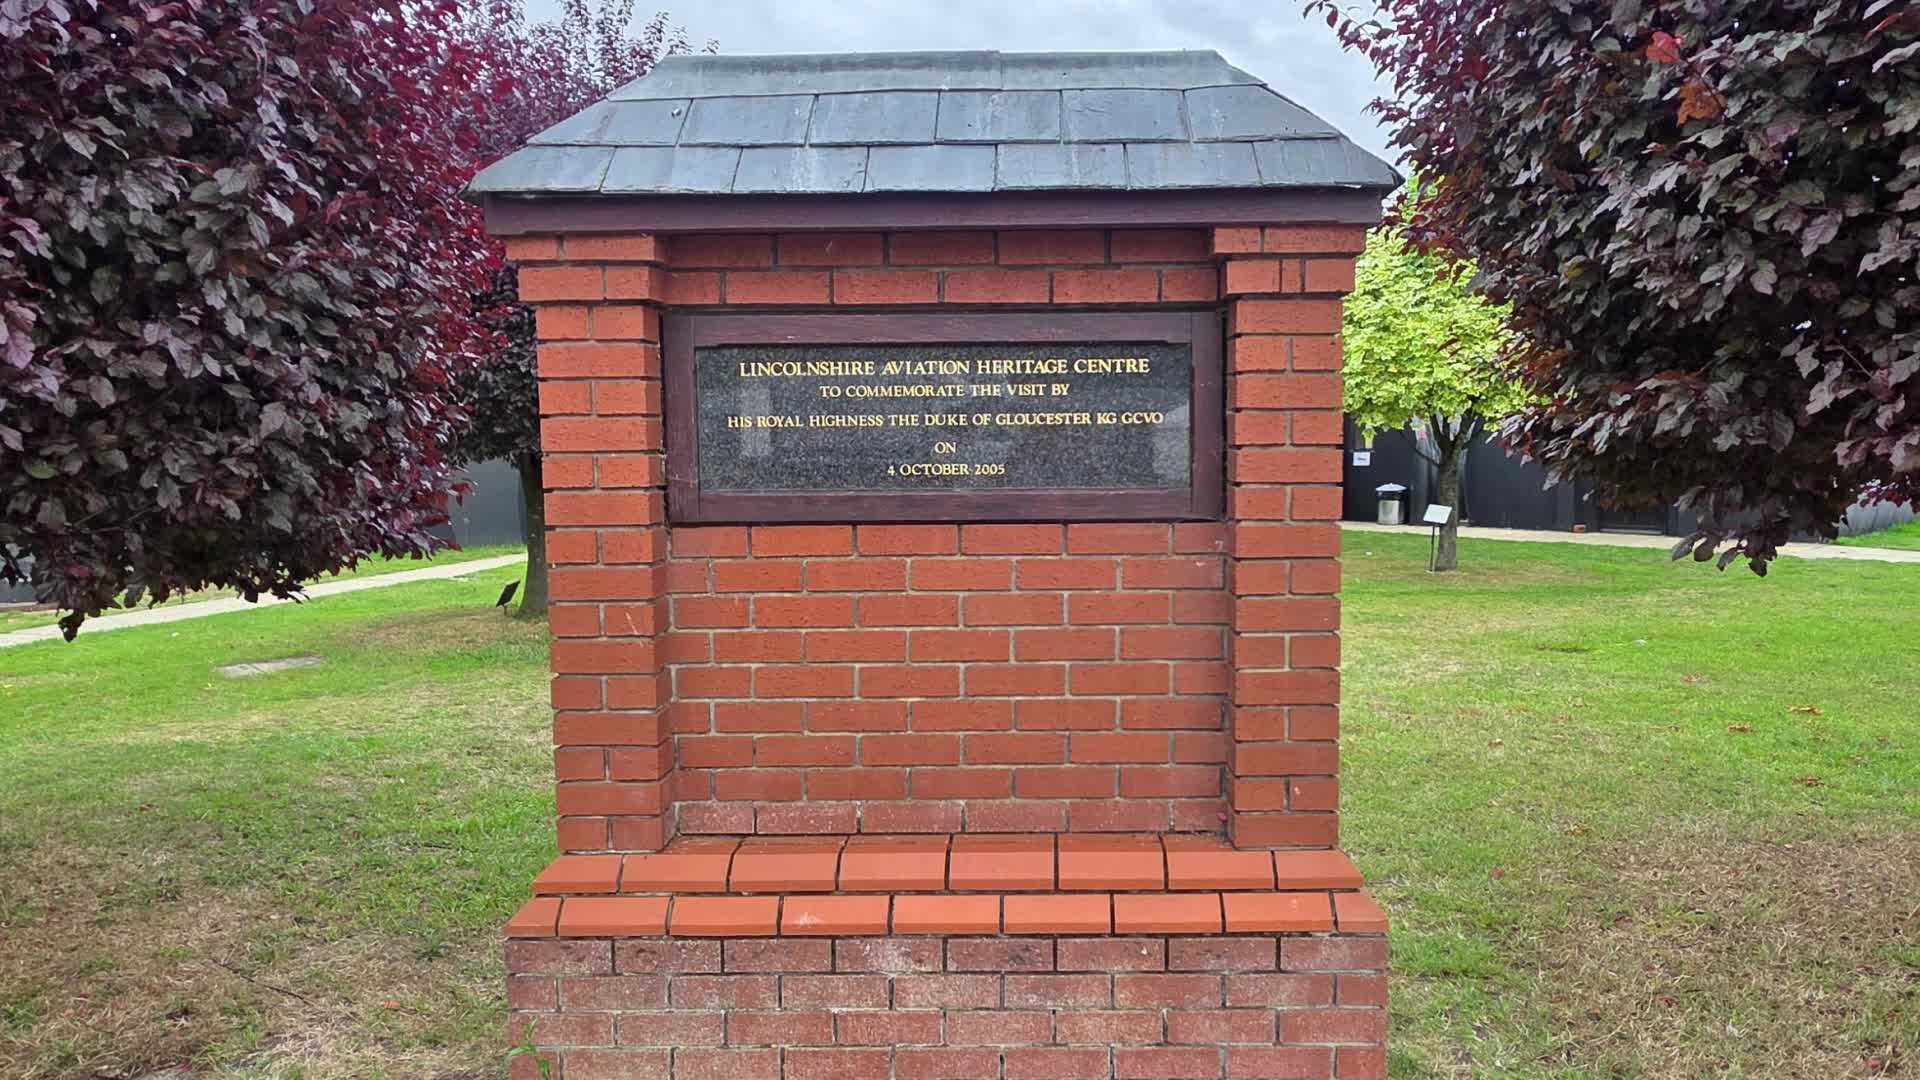 LINCOLNSHIRE AVIATION HERITAGE CENTRE
TO COMMEMORATE THE VISIT BY
HIS ROYAL HIGHNESS THE DUKE OF GLOUCESTER KG GCVO
ON
4 OCTOBER 2005